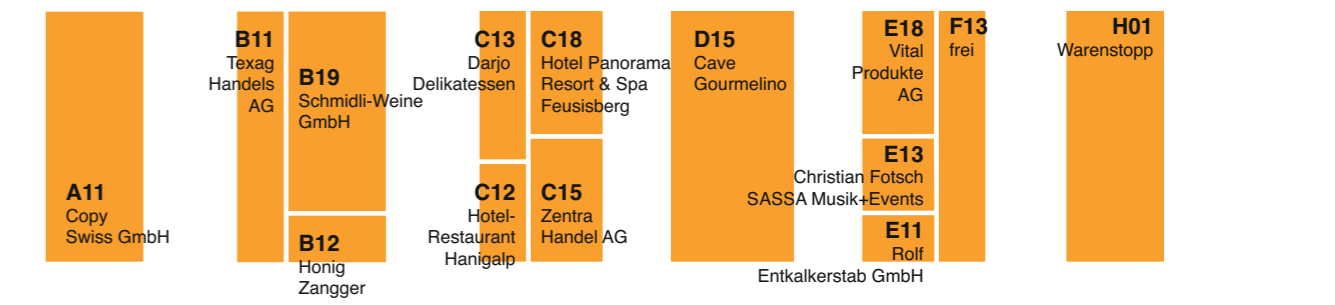 A11
Copy
Swiss GmbH
B11
Texag
Handels
AG
B19
Schmidli-Weine
GmbH
B12
Honig
Zangger
C13
Darjo
Delikatessen
C12
Hotel-
Restaurant
Hanigalp
C18
Hotel Panorama
Resort & Spa
Feusisberg
C15
Zentra
Handel AG
D15
Cave
Gourmelino
E18
Vital
Produkte
AG
E13
Christian Fotsch
SASSA Musik+Events
E11
Rolf
Entkalkerstab GmbH
F13
frei
H01
Warenstopp